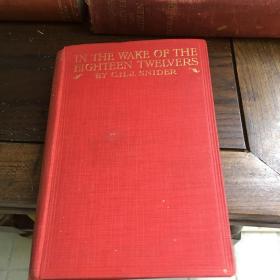 IN THE WAKE OF THE
EIGHTEEN TWELVERS
BY C.H.J. SNIDER